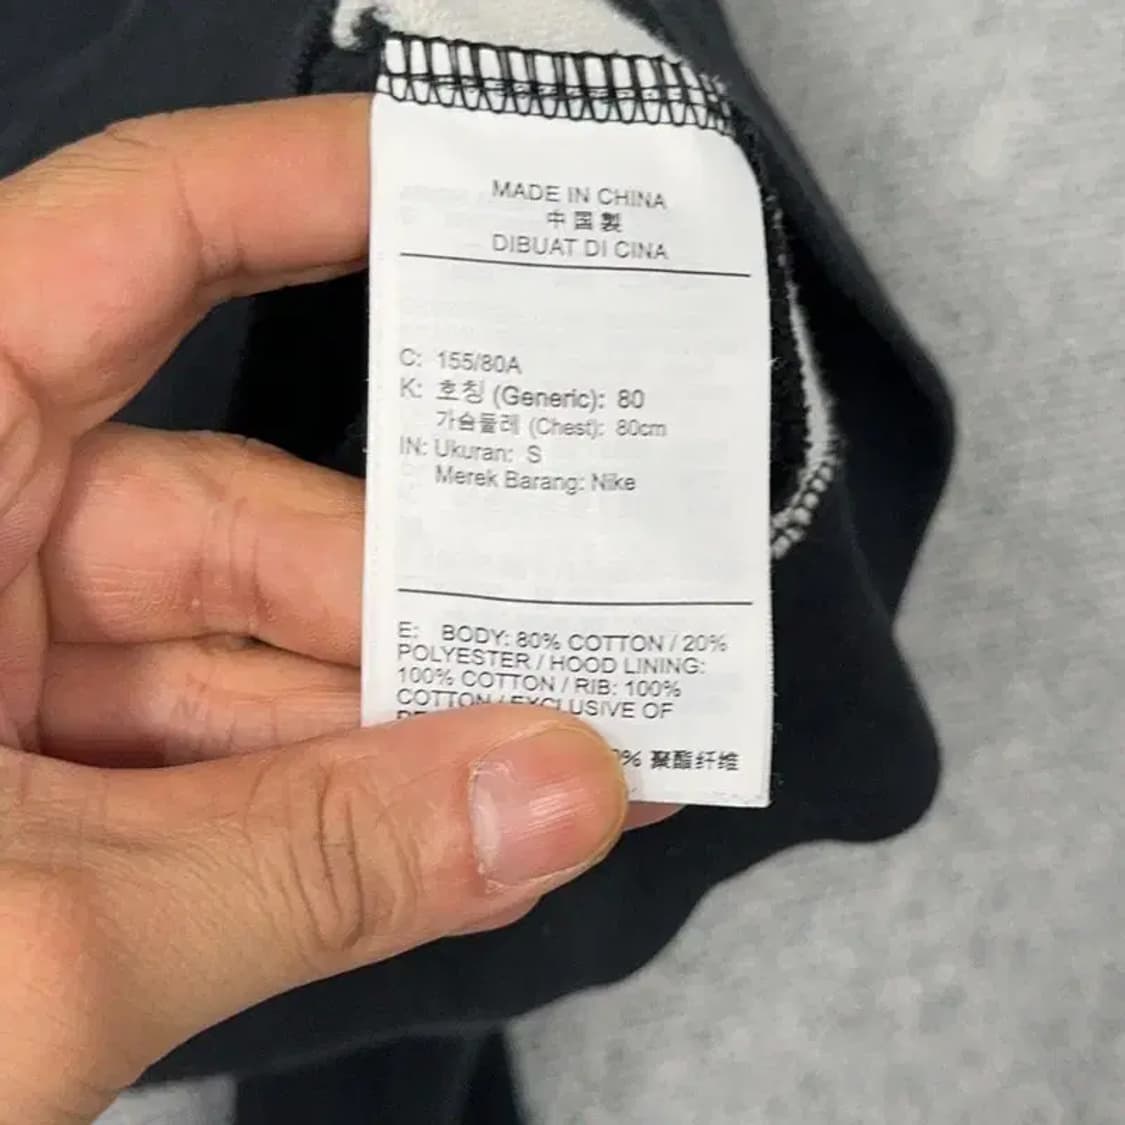 MADE IN CHINA
中国製
DIBUAT DI CINA
C: 155/80A
K: 호칭 (Generic): 80
가슴둘레 (Chest): 80cm
IN: Ukuran: S
Merek Barang: Nike
E: BODY: 80% COTTON / 20%
POLYESTER / HOOD LINING:
100% COTTON / RIB: 100%
COTTON / EXCLUSIVE OF
% 聚酯纤维